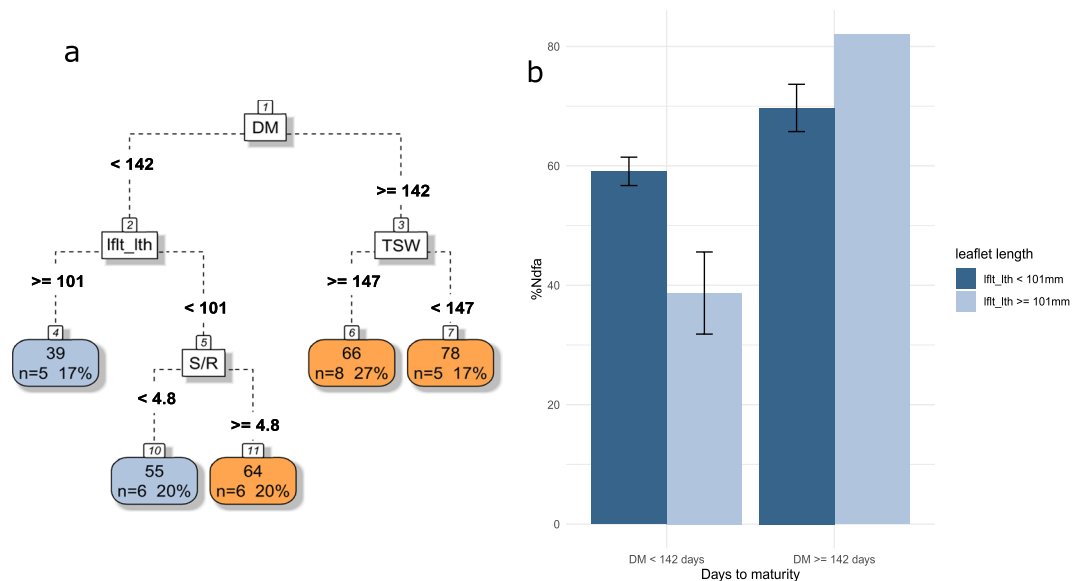 a
1
DM
< 142
>= 142
2
lflt_lth
3
TSW
>= 101
< 101
>= 147
< 147
4
39
n=5 17%
5
S/R
6
66
n=8 27%
7
78
n=5 17%
< 4.8
>= 4.8
10
55
n=6 20%
11
64
n=6 20%
b
80
60
40
20
0
%Ndfa
DM < 142 days
DM >= 142 days
Days to maturity
leaflet length
lflt_lth < 101mm
lflt_lth >= 101mm